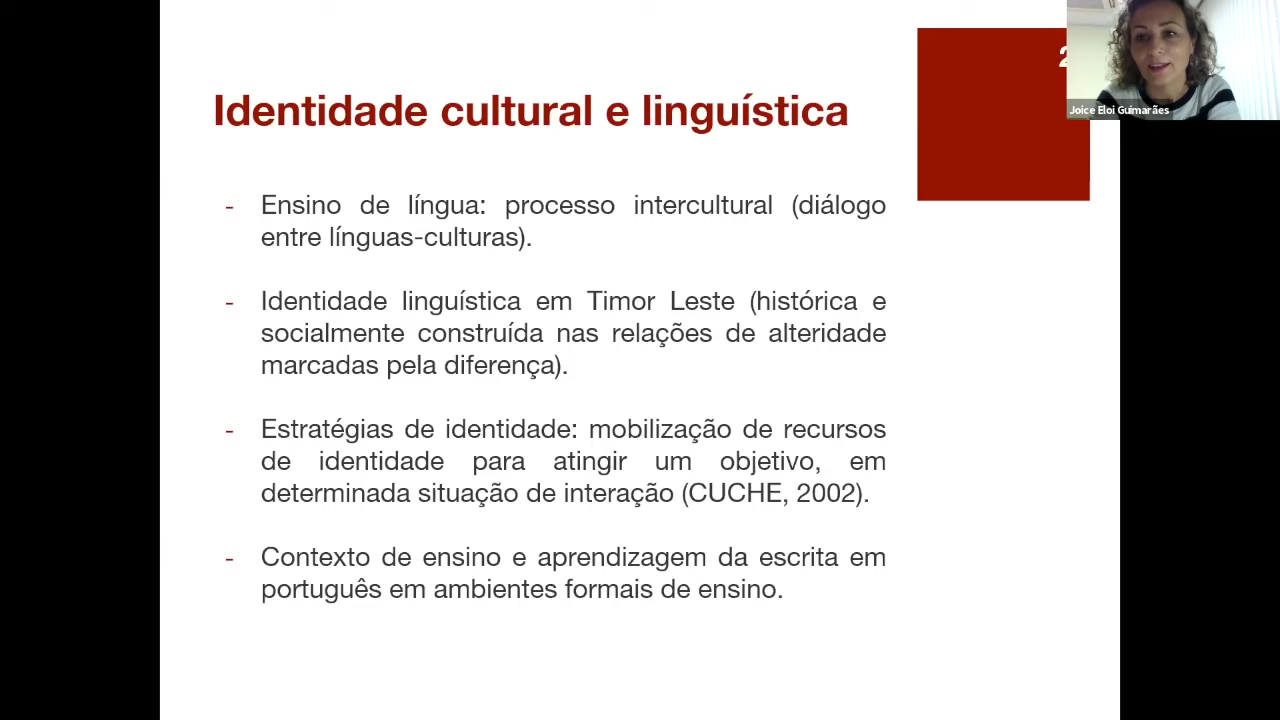 2
Joice Eloi Guimarães
Identidade cultural e linguística
- Ensino de língua: processo intercultural (diálogo
entre línguas-culturas).
- Identidade linguística em Timor Leste (histórica e
socialmente construída nas relações de alteridade
marcadas pela diferença).
- Estratégias de identidade: mobilização de recursos
de identidade para atingir um objetivo, em
determinada situação de interação (CUCHE, 2002).
- Contexto de ensino e aprendizagem da escrita em
português em ambientes formais de ensino.